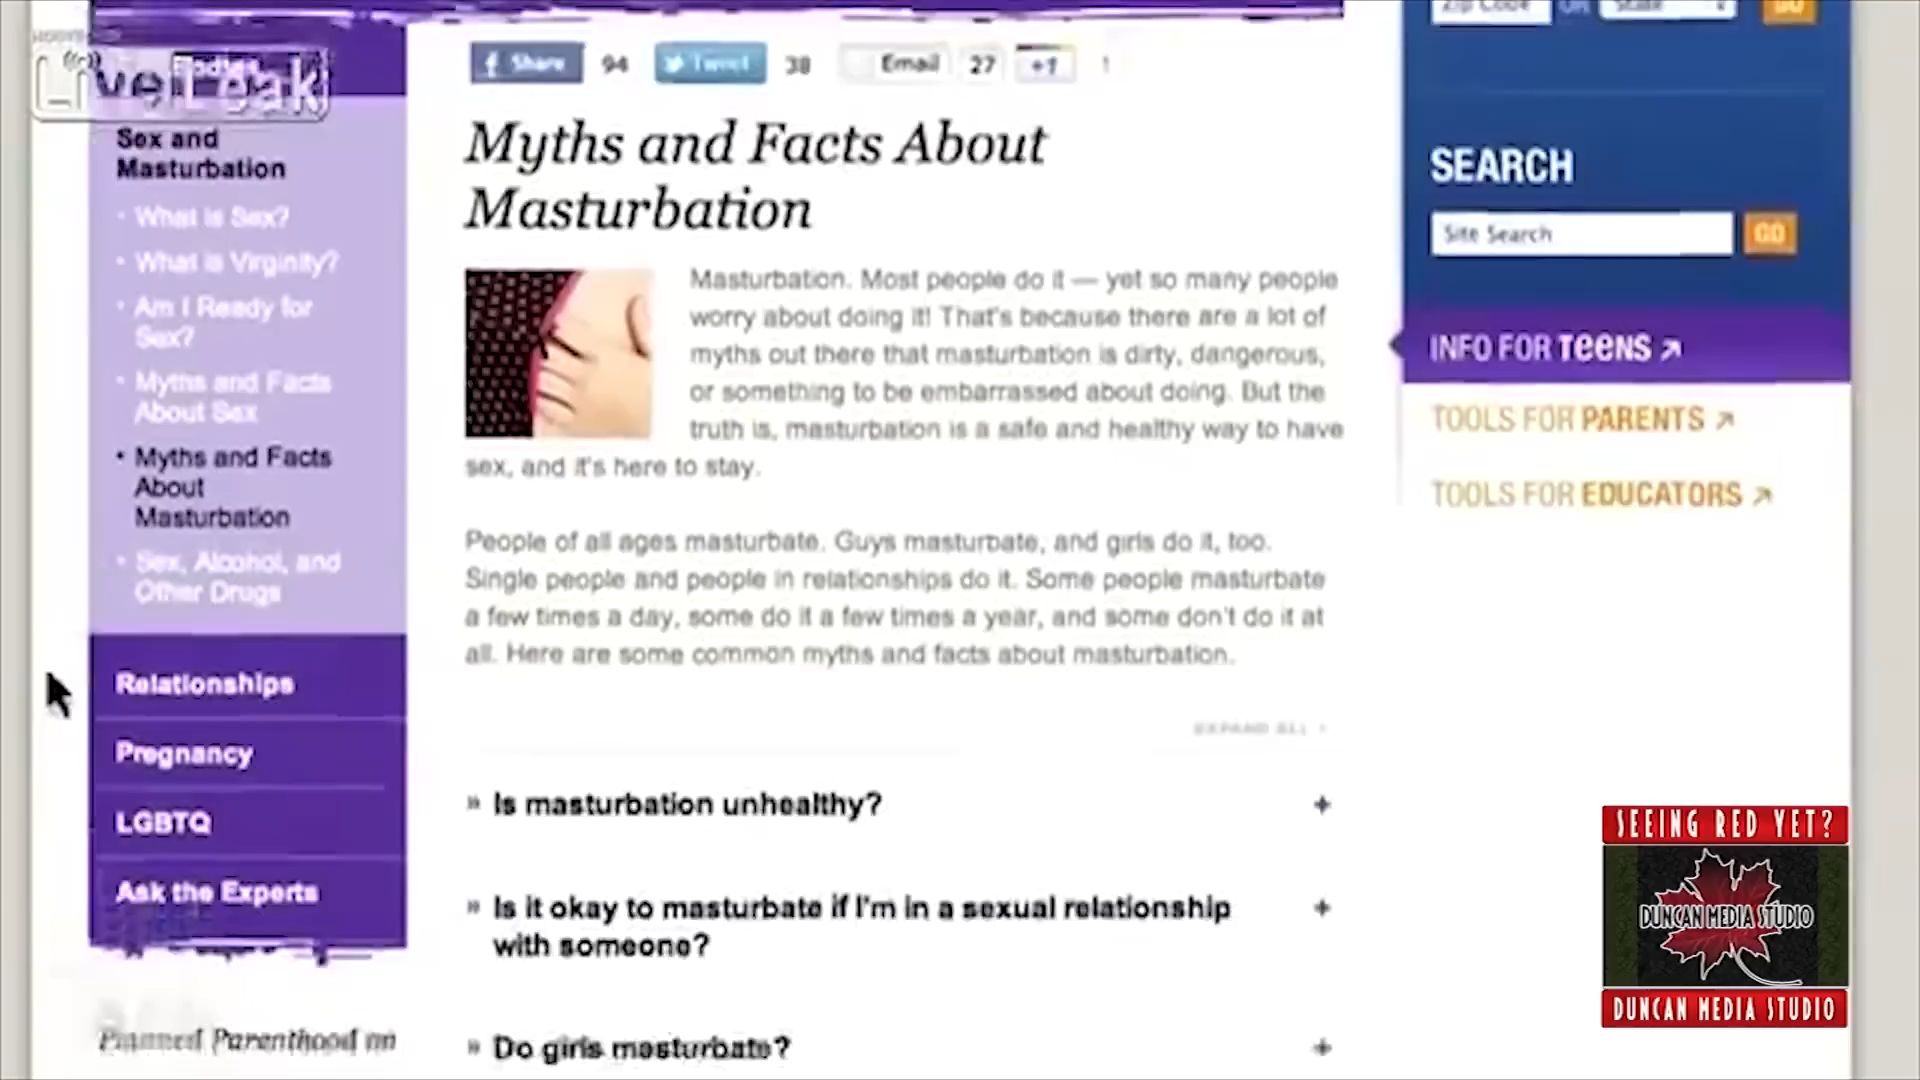 Zip Code OR State GO
Share 94 Tweet 38 Email 27 +1 1
LiveLeak
Sex and
Masturbation
• What is Sex?
• What is Virginity?
• Am I Ready for
Sex?
• Myths and Facts
About Sex
• Myths and Facts
About
Masturbation
• Sex, Alcohol, and
Other Drugs
Relationships
Pregnancy
LGBTQ
Ask the Experts
Planned Parenthood on
Myths and Facts About
Masturbation
Masturbation. Most people do it — yet so many people
worry about doing it! That's because there are a lot of
myths out there that masturbation is dirty, dangerous,
or something to be embarrassed about doing. But the
truth is, masturbation is a safe and healthy way to have
sex, and it's here to stay.
People of all ages masturbate. Guys masturbate, and girls do it, too.
Single people and people in relationships do it. Some people masturbate
a few times a day, some do it a few times a year, and some don't do it at
all. Here are some common myths and facts about masturbation.
EXPAND ALL
» Is masturbation unhealthy? +
» Is it okay to masturbate if I'm in a sexual relationship +
with someone?
» Do girls masturbate? +
SEARCH
Site Search GO
INFO FOR TEENS
TOOLS FOR PARENTS
TOOLS FOR EDUCATORS
SEEING RED YET?
DUNCAN MEDIA STUDIO
DUNCAN MEDIA STUDIO